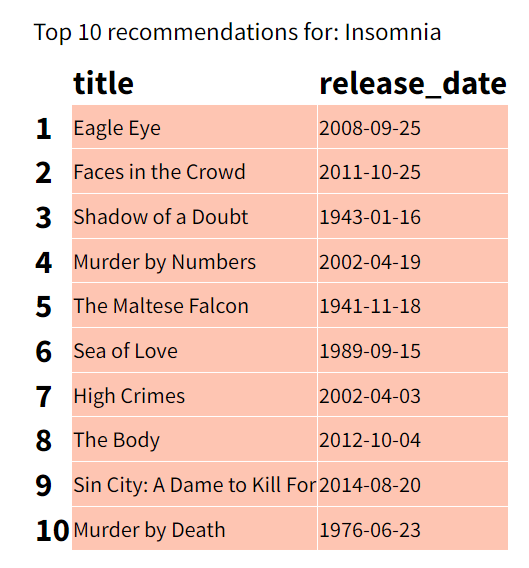 Top 10 recommendations for: Insomnia
title release_date
1 Eagle Eye 2008-09-25
2 Faces in the Crowd 2011-10-25
3 Shadow of a Doubt 1943-01-16
4 Murder by Numbers 2002-04-19
5 The Maltese Falcon 1941-11-18
6 Sea of Love 1989-09-15
7 High Crimes 2002-04-03
8 The Body 2012-10-04
9 Sin City: A Dame to Kill For 2014-08-20
10 Murder by Death 1976-06-23